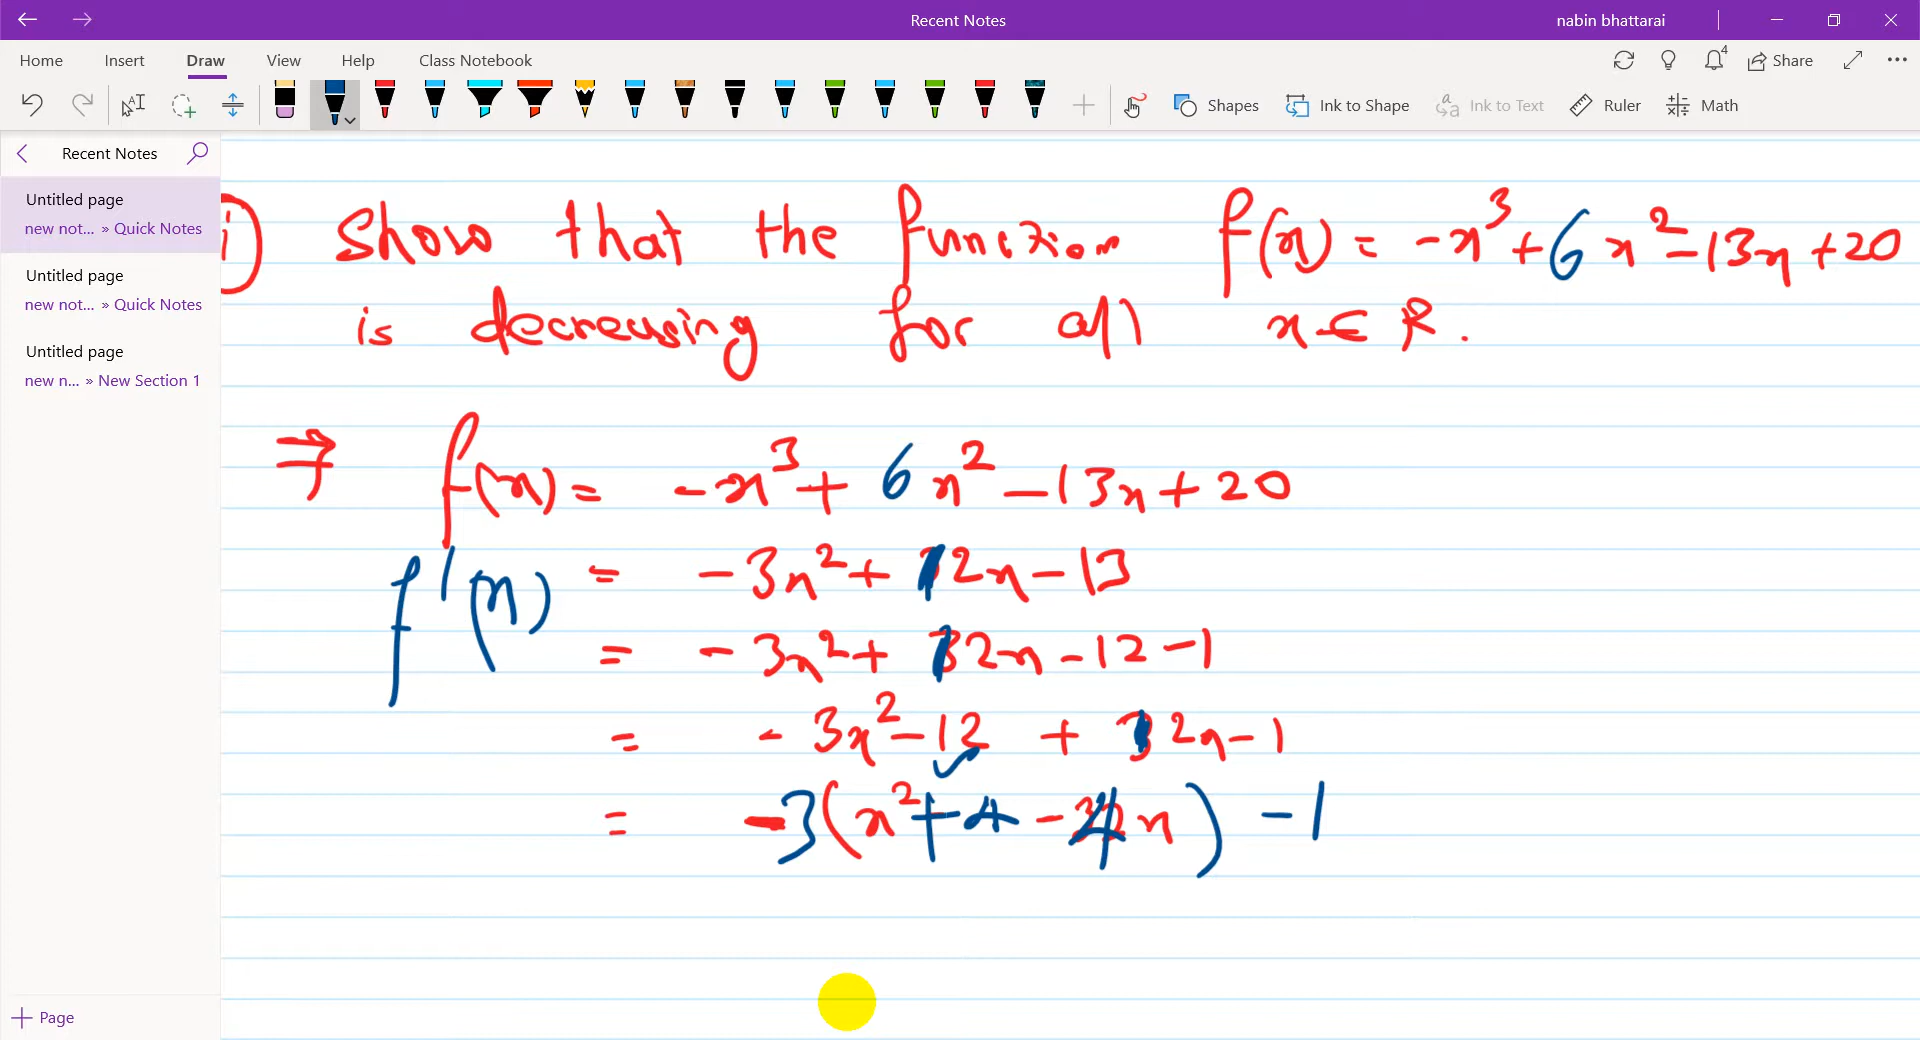 Recent Notes
nabin bhattarai
Home Insert Draw View Help Class Notebook
4
Share
Shapes Ink to Shape Ink to Text Ruler Math
Recent Notes
Untitled page
new not... » Quick Notes
Untitled page
new not... » Quick Notes
Untitled page
new n... » New Section 1
Page
i) Show that the function f(x) = -x³ + 6x² - 13x + 20
is decreasing for all x ∈ R.
⇒ f(x) = -x³ + 6x² - 13x + 20
f'(x) = -3x² + 12x - 13
= -3x² + 12x - 12 - 1
= -3x² - 12 + 12x - 1
= -3(x² + 4 - 4x) - 1